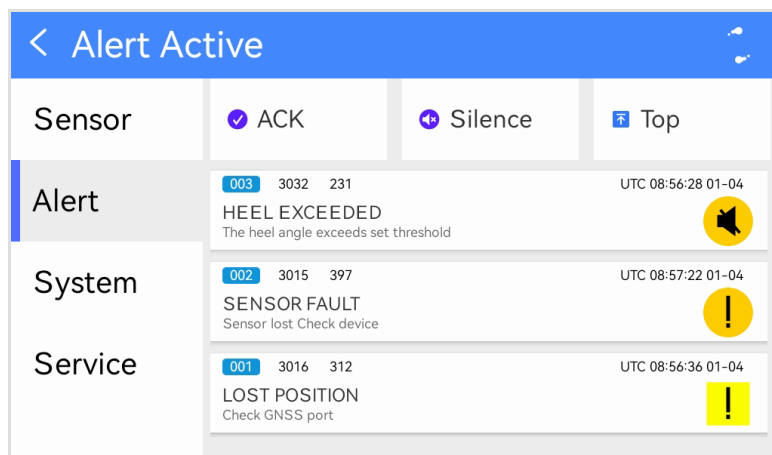 Alert Active
Sensor
Alert
System
Service
ACK
Silence
Top
003 3032 231 UTC 08:56:28 01-04
HEEL EXCEEDED
The heel angle exceeds set threshold
002 3015 397 UTC 08:57:22 01-04
SENSOR FAULT
Sensor lost Check device
001 3016 312 UTC 08:56:36 01-04
LOST POSITION
Check GNSS port